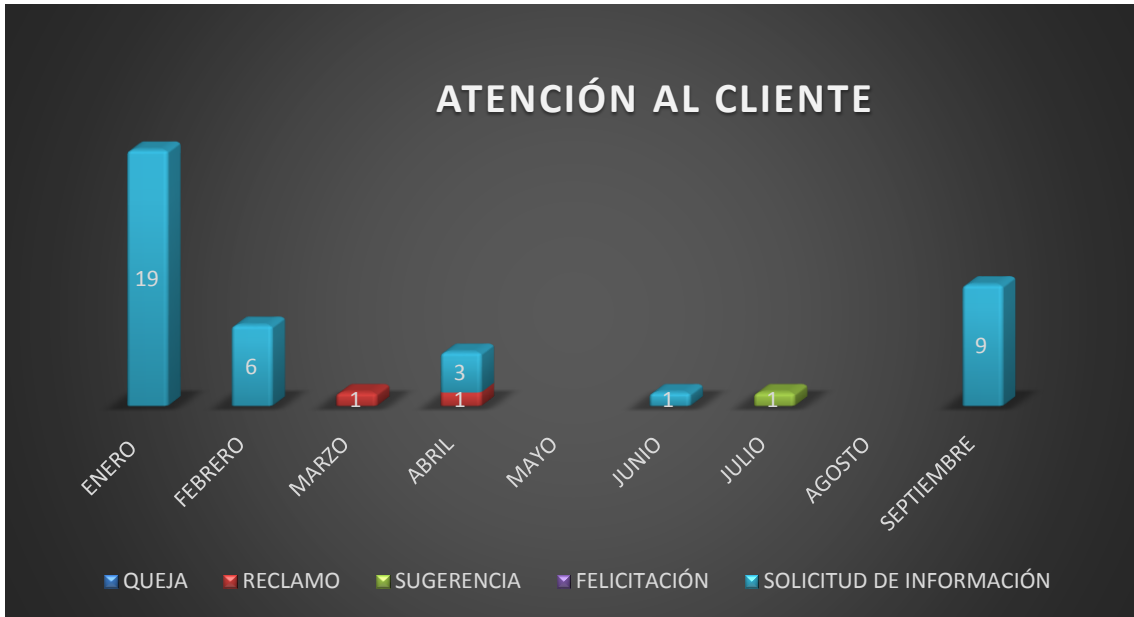 ATENCIÓN AL CLIENTE
19
6
1
3
1
1
1
9
ENERO
FEBRERO
MARZO
ABRIL
MAYO
JUNIO
JULIO
AGOSTO
SEPTIEMBRE
QUEJA RECLAMO SUGERENCIA FELICITACIÓN SOLICITUD DE INFORMACIÓN